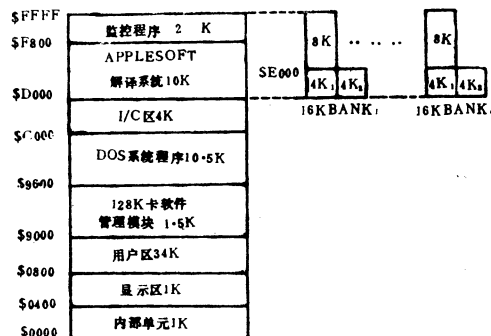 $FFFF
监控程序 2 K
$F800
APPLESOFT
解译系统10K
$D000
I/C区4K
$C000
DOS系统程序10·5K
$9600
128K卡软件
管理模块 1·5K
$9000
用户区34K
$0800
显示区1K
$0400
内部单元1K
$0000
8K
‥ ‥ ‥
8K
$E000
4K₁
4K₂
4K₁
4K₂
16KBANK₁
16KBANK